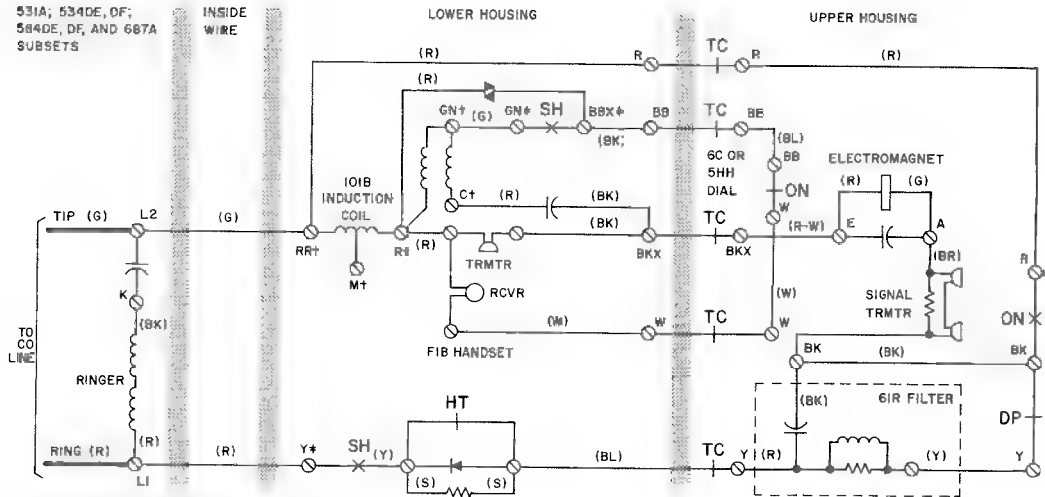 531A; 534DE, DF;
584DE, DF, AND 687A
SUBSETS
INSIDE
WIRE
LOWER HOUSING
UPPER HOUSING
(R)
R
TC
R
(R)
(R)
GN†
(G)
GN*
SH
BBX*
BB
TC
BB
(BK)
(BL)
BB
6C OR
5HH
DIAL
ON
W
ELECTROMAGNET
(R)
(G)
101B
INDUCTION
COIL
C†
(R)
(BK)
TIP (G)
L2
(G)
RR†
R†
(R)
TRMTR
(BK)
BKX
TC
BKX
(R-W)
E
A
(BR)
M†
RCVR
K
(BK)
(W)
SIGNAL
TRMTR
R
ON
TO
CO
LINE
RINGER
F1B HANDSET
(W)
W
TC
W
BK
(BK)
BK
(BK)
61R FILTER
HT
DP
RING (R)
(R)
L1
(R)
Y*
SH
(Y)
(S)
(S)
(BL)
TC
Y
(R)
(Y)
Y